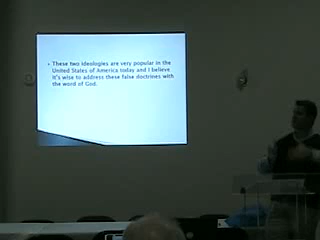 These two ideologies are very popular in the
United States of America today and I believe
it's wise to address these false doctrines with
the word of God.